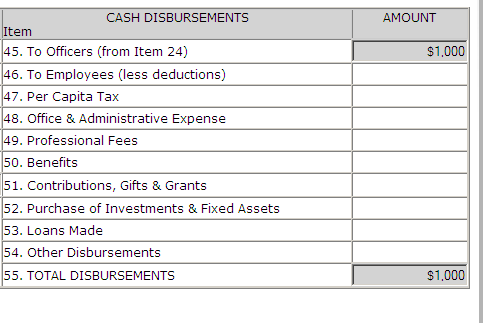 CASH DISBURSEMENTS AMOUNT
Item
45. To Officers (from Item 24) $1,000
46. To Employees (less deductions)
47. Per Capita Tax
48. Office & Administrative Expense
49. Professional Fees
50. Benefits
51. Contributions, Gifts & Grants
52. Purchase of Investments & Fixed Assets
53. Loans Made
54. Other Disbursements
55. TOTAL DISBURSEMENTS $1,000